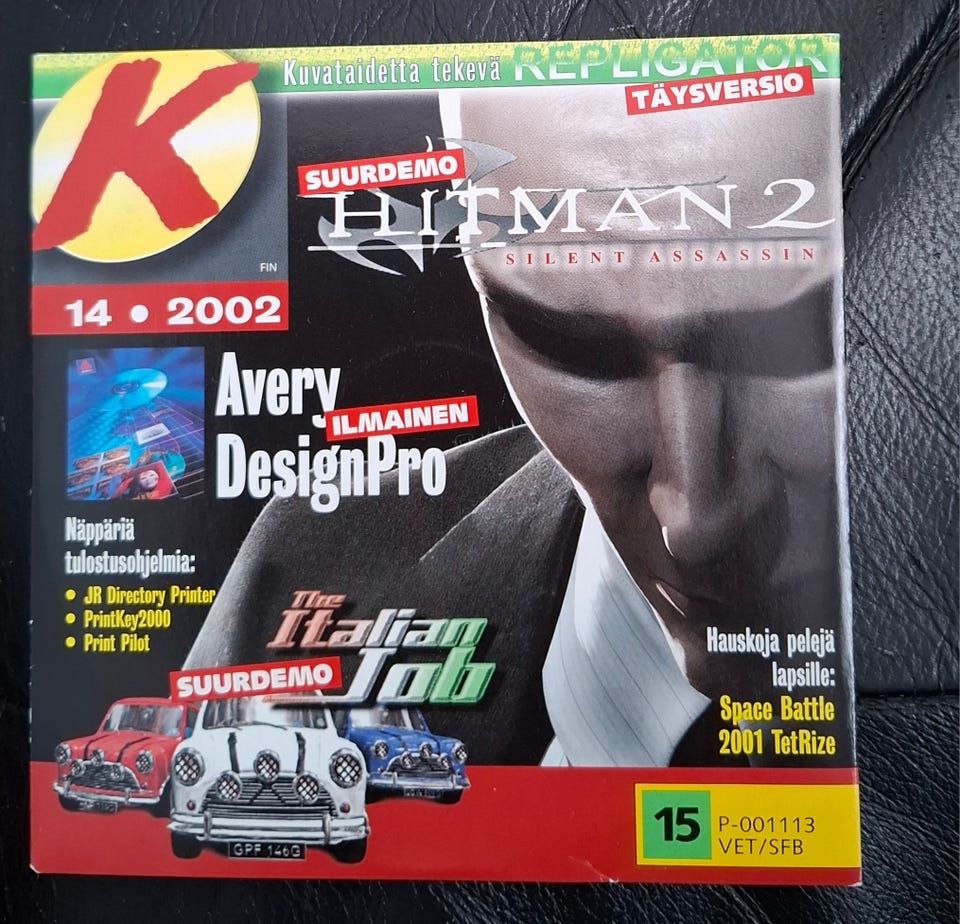 Kuvataidetta tekevä REPLIGATOR
TÄYSVERSIO
K
FIN
14 • 2002
SUURDEMO
HITMAN 2
SILENT ASSASSIN
Avery
ILMAINEN
DesignPro
Näppäriä
tulostusohjelmia:
• JR Directory Printer
• PrintKey2000
• Print Pilot
The
Italian
Job
SUURDEMO
GPF 146G
Hauskoja pelejä
lapsille:
Space Battle
2001 TetRize
15
P-001113
VET/SFB